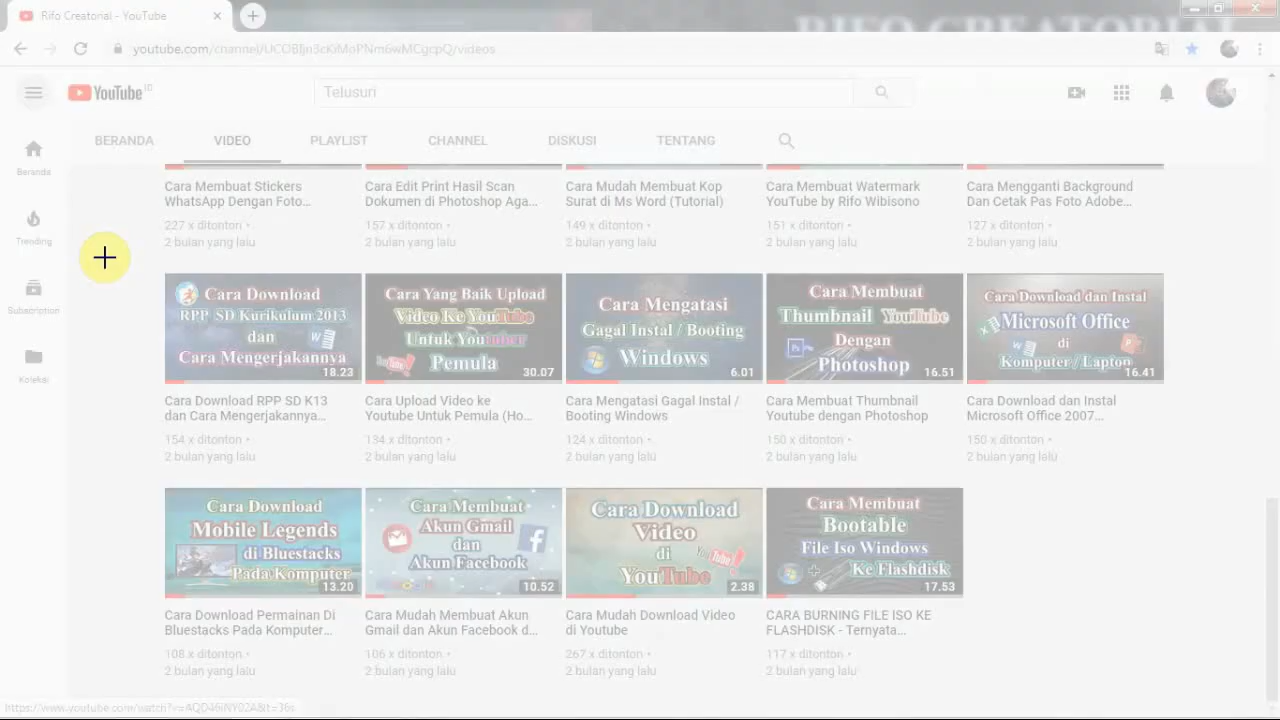 Rifo Creatorial - YouTube
RIFO CREATORIAL
youtube.com/channel/UCOBljn3cKiMoPNm6wMCgcpQ/videos
YouTube ID
Telusuri
BERANDA VIDEO PLAYLIST CHANNEL DISKUSI TENTANG
Beranda
Trending
Subscription
Koleksi
Cara Membuat Stickers
WhatsApp Dengan Foto...
227 x ditonton •
2 bulan yang lalu
Cara Edit Print Hasil Scan
Dokumen di Photoshop Aga...
157 x ditonton •
2 bulan yang lalu
Cara Mudah Membuat Kop
Surat di Ms Word (Tutorial)
149 x ditonton •
2 bulan yang lalu
Cara Membuat Watermark
YouTube by Rifo Wibisono
151 x ditonton •
2 bulan yang lalu
Cara Mengganti Background
Dan Cetak Pas Foto Adobe...
127 x ditonton •
2 bulan yang lalu
Cara Download
RPP SD Kurikulum 2013
dan
Cara Mengerjakannya
18.23
Cara Download RPP SD K13
dan Cara Mengerjakannya...
154 x ditonton •
2 bulan yang lalu
Cara Yang Baik Upload
Video Ke YouTube
Untuk Youtuber
Pemula
30.07
Cara Upload Video ke
Youtube Untuk Pemula (Ho...
134 x ditonton •
2 bulan yang lalu
Cara Mengatasi
Gagal Instal / Booting
Windows
6.01
Cara Mengatasi Gagal Instal /
Booting Windows
124 x ditonton •
2 bulan yang lalu
Cara Membuat
Thumbnail YouTube
Dengan
Photoshop
16.51
Cara Membuat Thumbnail
Youtube dengan Photoshop
150 x ditonton •
2 bulan yang lalu
Cara Download dan Instal
Microsoft Office
di
Komputer / Laptop
16.41
Cara Download dan Instal
Microsoft Office 2007...
150 x ditonton •
2 bulan yang lalu
Cara Download
Mobile Legends
di Bluestacks
Pada Komputer
13.20
Cara Download Permainan Di
Bluestacks Pada Komputer...
108 x ditonton •
2 bulan yang lalu
Cara Membuat
Akun Gmail
dan
Akun Facebook
10.52
Cara Mudah Membuat Akun
Gmail dan Akun Facebook d...
106 x ditonton •
2 bulan yang lalu
Cara Download
Video
di
YouTube
2.38
Cara Mudah Download Video
di Youtube
267 x ditonton •
2 bulan yang lalu
Cara Membuat
Bootable
File Iso Windows
Ke Flashdisk
17.53
CARA BURNING FILE ISO KE
FLASHDISK - Ternyata...
117 x ditonton •
2 bulan yang lalu